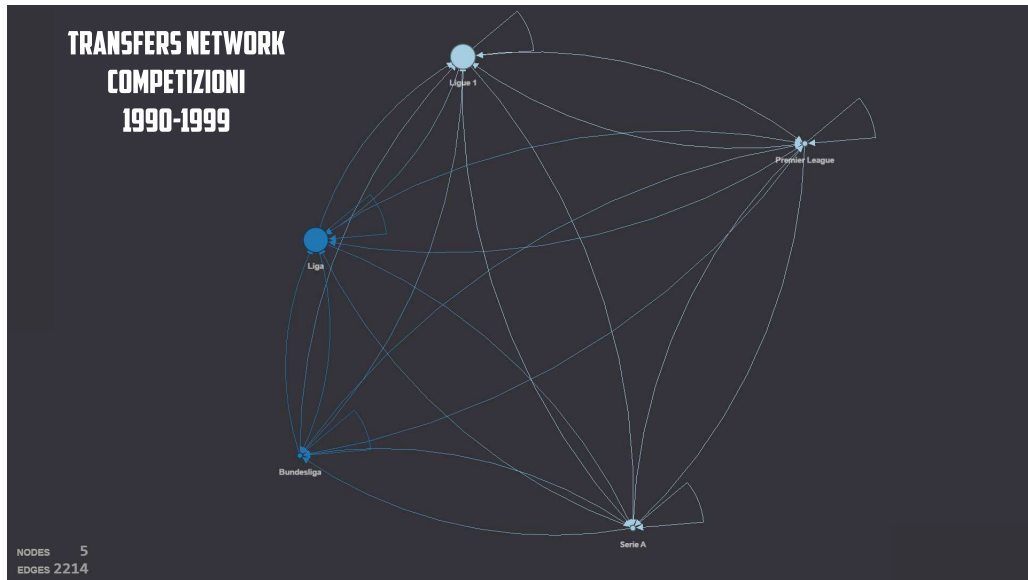 TRANSFERS NETWORK
COMPETIZIONI
1990-1999
Ligue 1
Premier League
Liga
Bundesliga
Serie A
NODES 5
EDGES 2214